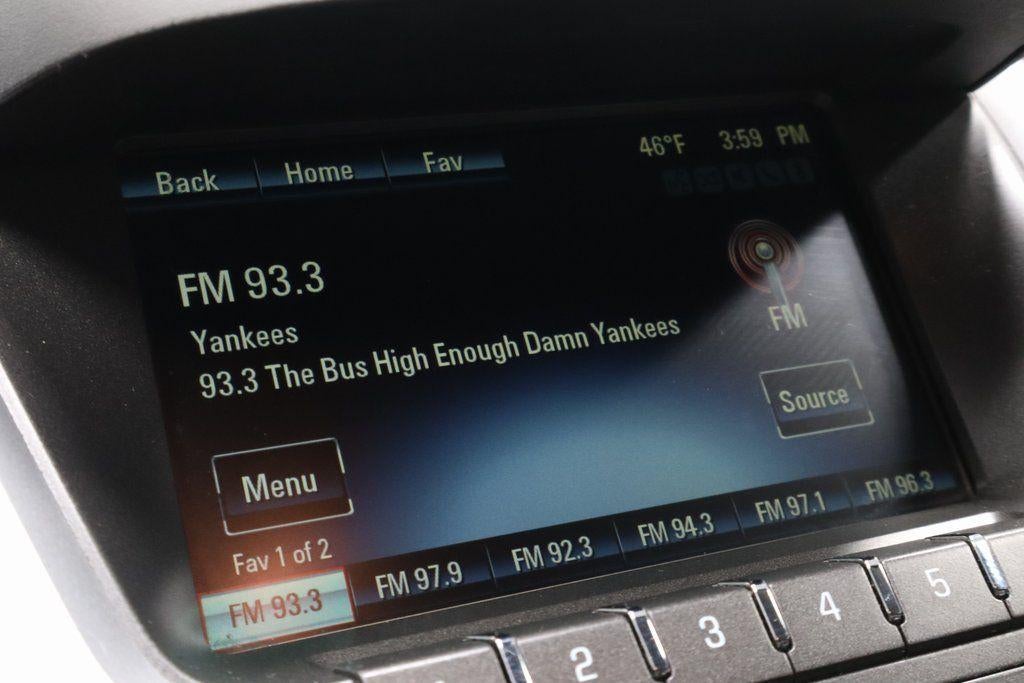 Back Home Fav 46°F 3:59 PM
FM 93.3
Yankees
93.3 The Bus High Enough Damn Yankees
FM
Source
Menu
Fav 1 of 2
FM 93.3 FM 97.9 FM 92.3 FM 94.3 FM 97.1 FM 96.3
2 3 4 5